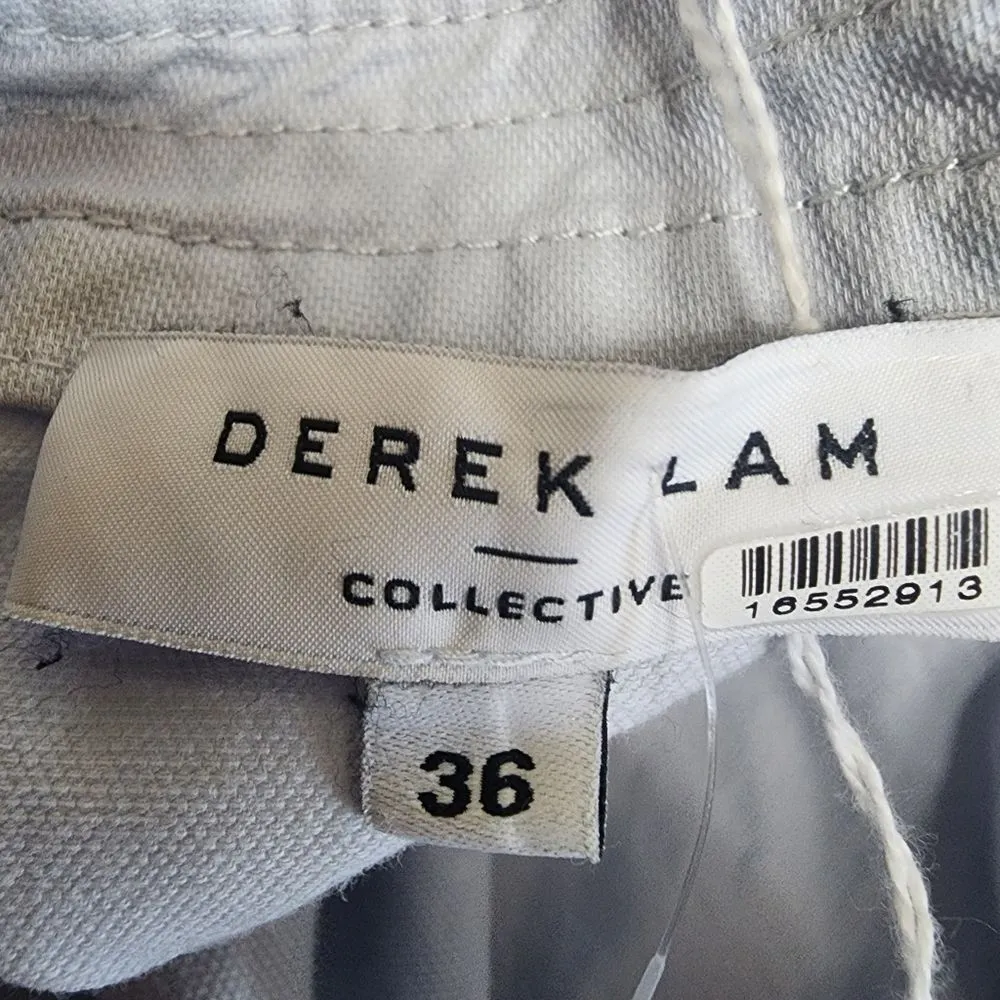 DEREK LAM
COLLECTIVE
16552913
36